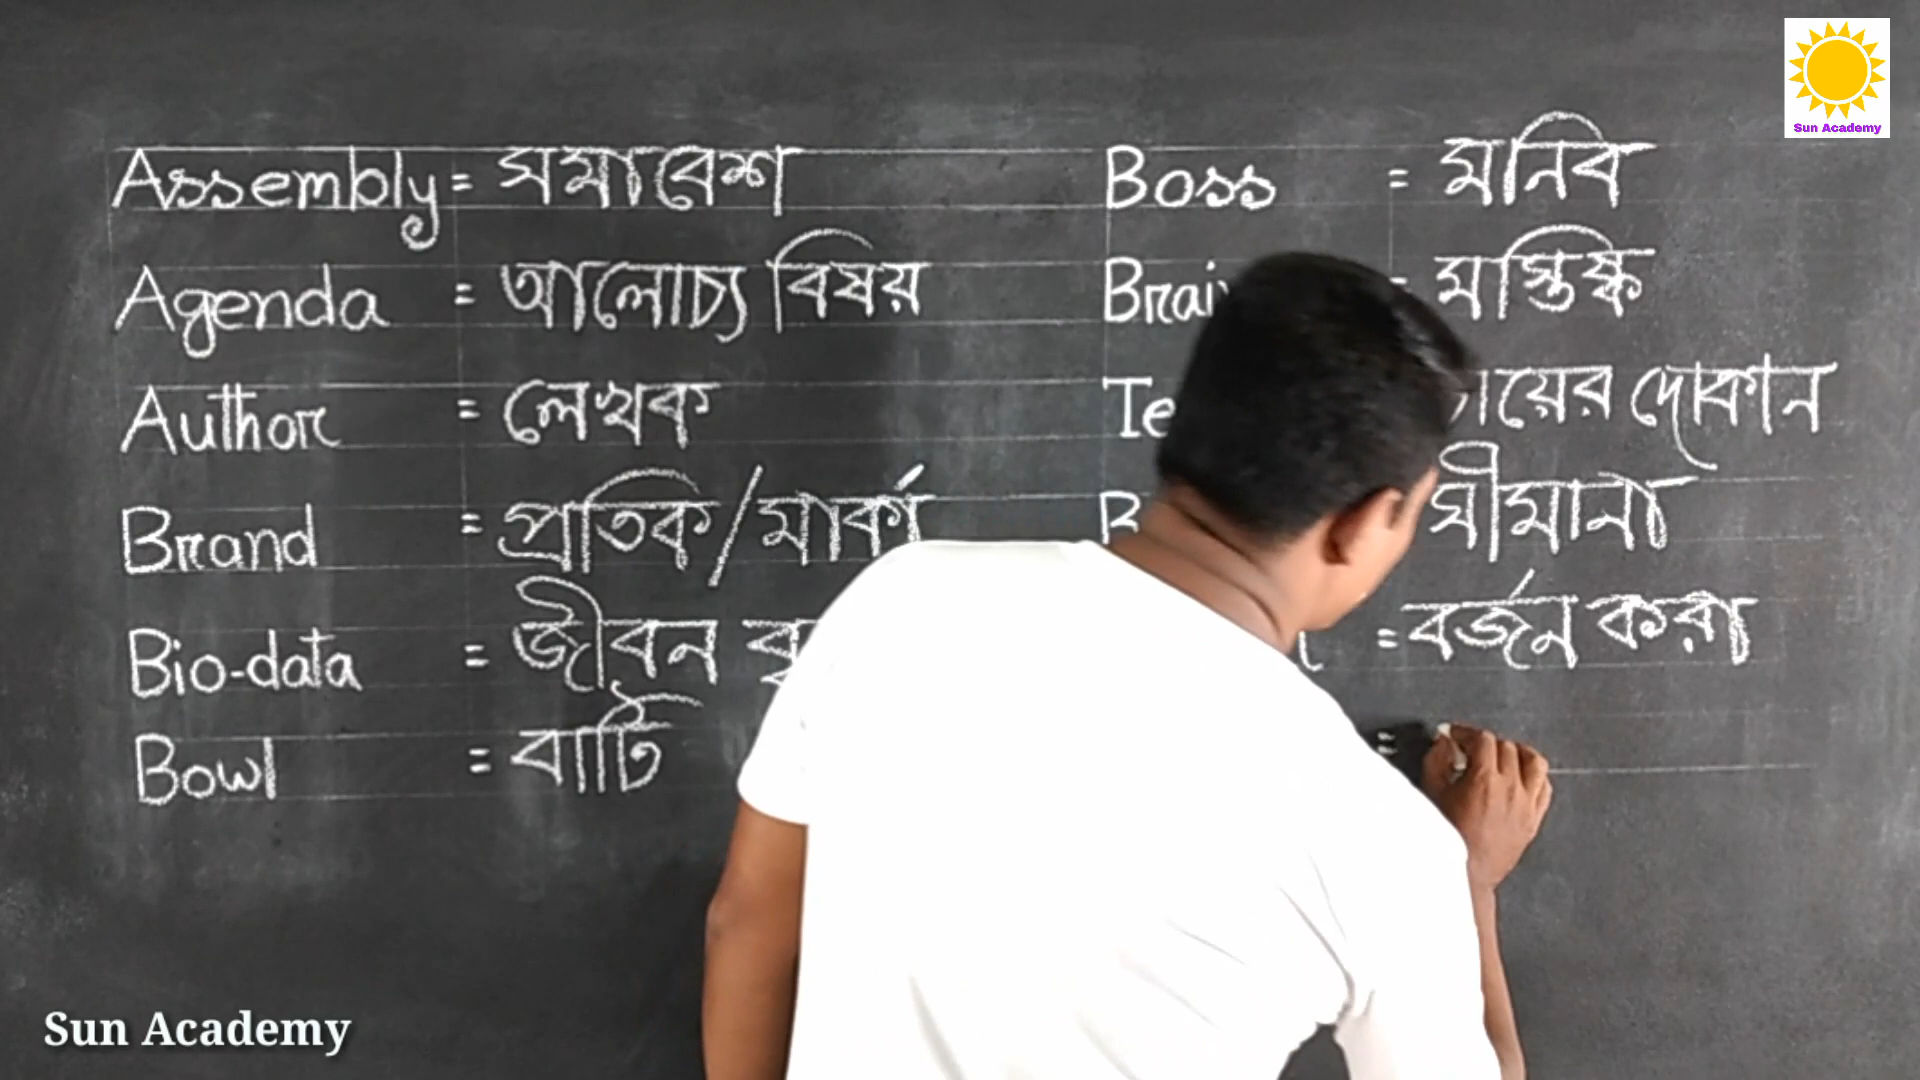 Sun Academy
Assembly = সমাবেশ
Agenda = আলোচ্য বিষয়
Author = লেখক
Brand = প্রতিক/মার্কা
Bio-data = জীবন
Bowl = বাটি
Boss = মনিব
= মস্তিষ্ক
দোকান
সীমানা
= বর্জন করা
=
Sun Academy